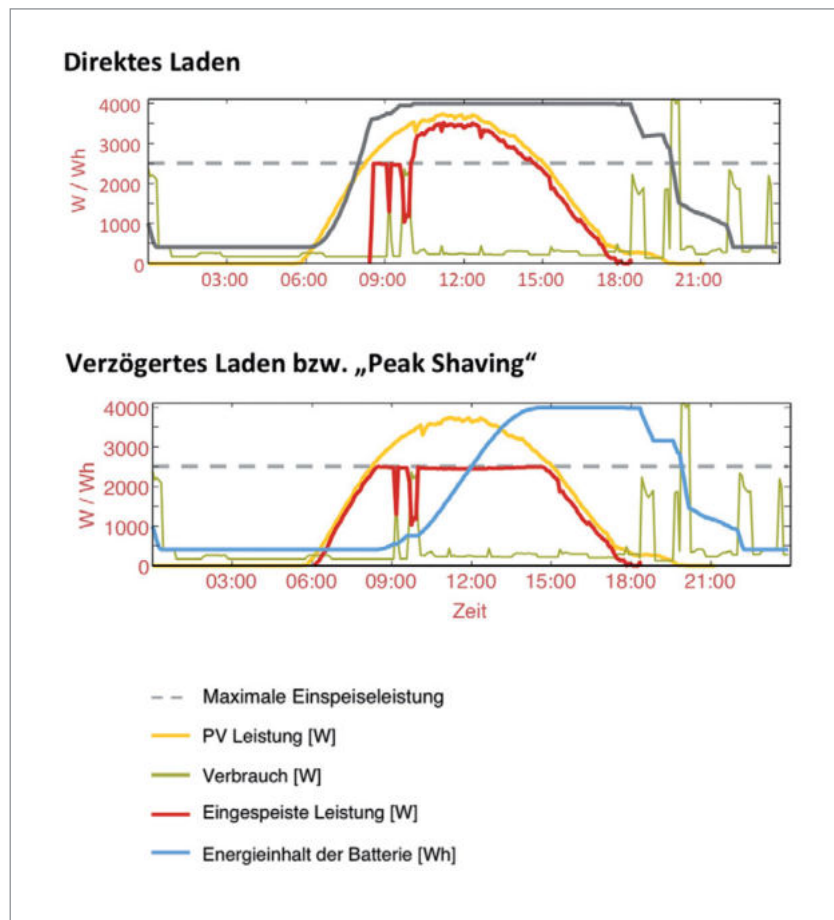 Direktes Laden
4000
3000
2000
1000
0
W / Wh
03:00 06:00 09:00 12:00 15:00 18:00 21:00
Verzögertes Laden bzw. „Peak Shaving“
4000
3000
2000
1000
0
W / Wh
03:00 06:00 09:00 12:00 15:00 18:00 21:00
Zeit
Maximale Einspeiseleistung
PV Leistung [W]
Verbrauch [W]
Eingespeiste Leistung [W]
Energieinhalt der Batterie [Wh]